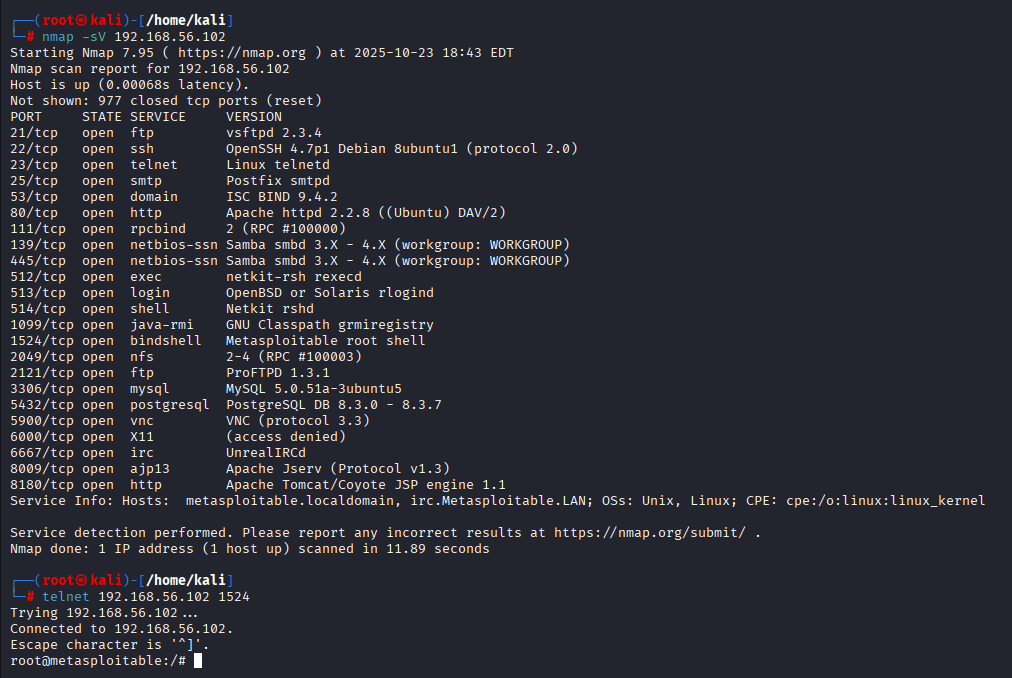 ┌──(root㉿kali)-[/home/kali]
└─# nmap -sV 192.168.56.102
Starting Nmap 7.95 ( https://nmap.org ) at 2025-10-23 18:43 EDT
Nmap scan report for 192.168.56.102
Host is up (0.00068s latency).
Not shown: 977 closed tcp ports (reset)
PORT     STATE SERVICE     VERSION
21/tcp   open  ftp         vsftpd 2.3.4
22/tcp   open  ssh         OpenSSH 4.7p1 Debian 8ubuntu1 (protocol 2.0)
23/tcp   open  telnet      Linux telnetd
25/tcp   open  smtp        Postfix smtpd
53/tcp   open  domain      ISC BIND 9.4.2
80/tcp   open  http        Apache httpd 2.2.8 ((Ubuntu) DAV/2)
111/tcp  open  rpcbind     2 (RPC #100000)
139/tcp  open  netbios-ssn Samba smbd 3.X - 4.X (workgroup: WORKGROUP)
445/tcp  open  netbios-ssn Samba smbd 3.X - 4.X (workgroup: WORKGROUP)
512/tcp  open  exec        netkit-rsh rexecd
513/tcp  open  login       OpenBSD or Solaris rlogind
514/tcp  open  shell       Netkit rshd
1099/tcp open  java-rmi    GNU Classpath grmiregistry
1524/tcp open  bindshell   Metasploitable root shell
2049/tcp open  nfs         2-4 (RPC #100003)
2121/tcp open  ftp         ProFTPD 1.3.1
3306/tcp open  mysql       MySQL 5.0.51a-3ubuntu5
5432/tcp open  postgresql  PostgreSQL DB 8.3.0 - 8.3.7
5900/tcp open  vnc         VNC (protocol 3.3)
6000/tcp open  X11         (access denied)
6667/tcp open  irc         UnrealIRCd
8009/tcp open  ajp13       Apache Jserv (Protocol v1.3)
8180/tcp open  http        Apache Tomcat/Coyote JSP engine 1.1
Service Info: Hosts:  metasploitable.localdomain, irc.Metasploitable.LAN; OSs: Unix, Linux; CPE: cpe:/o:linux:linux_kernel
Service detection performed. Please report any incorrect results at https://nmap.org/submit/ .
Nmap done: 1 IP address (1 host up) scanned in 11.89 seconds
┌──(root㉿kali)-[/home/kali]
└─# telnet 192.168.56.102 1524
Trying 192.168.56.102...
Connected to 192.168.56.102.
Escape character is '^]'.
root@metasploitable:/#